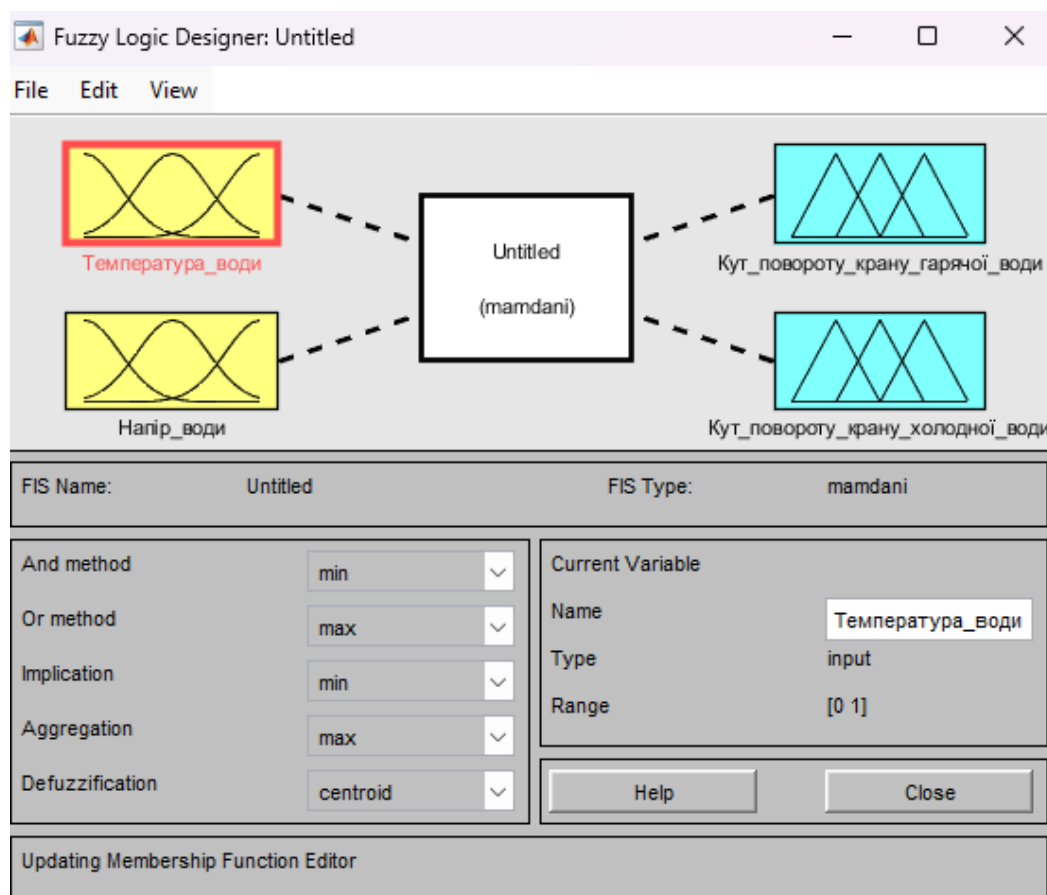 Fuzzy Logic Designer: Untitled
File Edit View
Температура_води
Напір_води
Untitled
(mamdani)
Кут_повороту_крану_гарячої_води
Кут_повороту_крану_холодної_води
FIS Name: Untitled FIS Type: mamdani
And method min
Or method max
Implication min
Aggregation max
Defuzzification centroid
Current Variable
Name Температура_води
Type input
Range [0 1]
Help Close
Updating Membership Function Editor